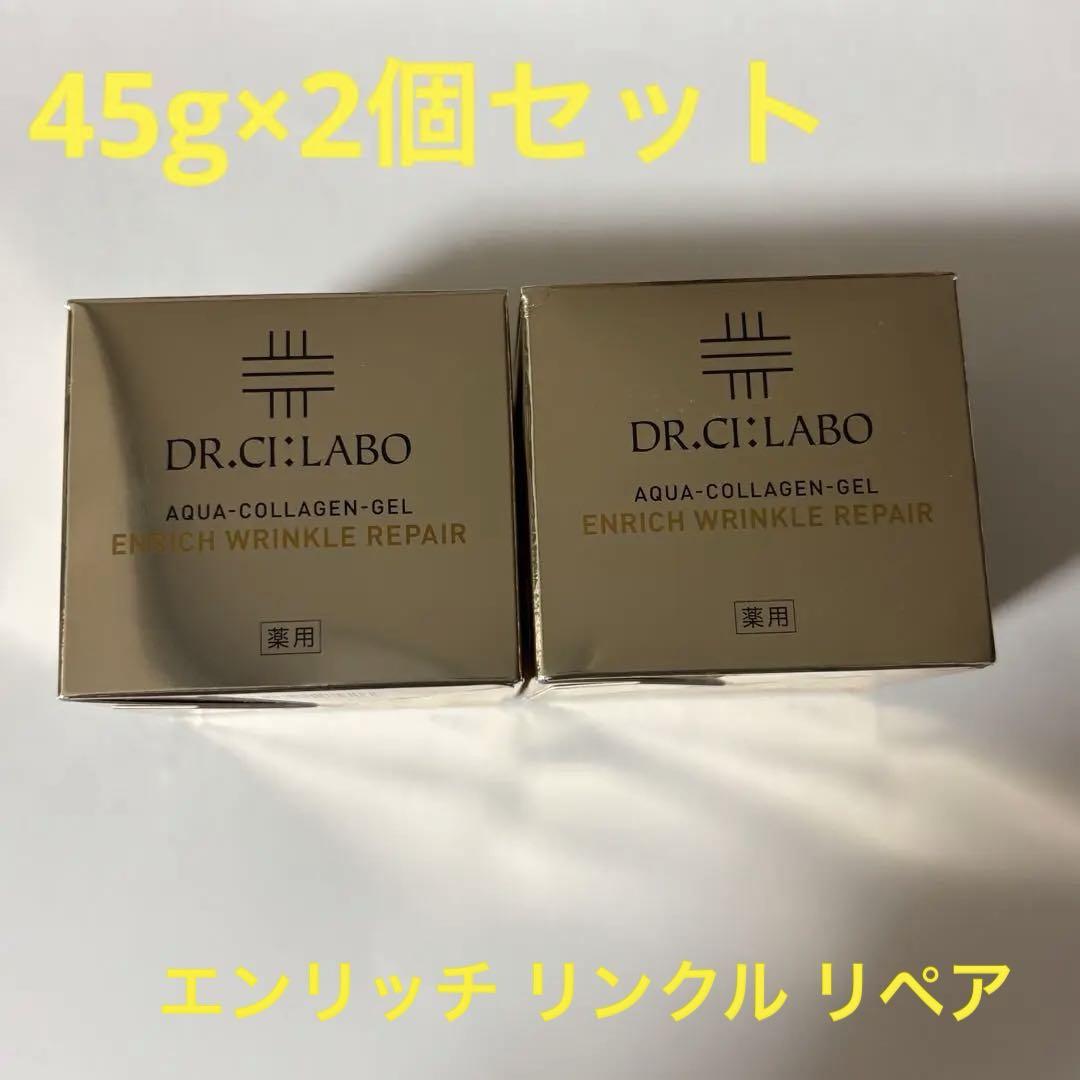 45g×2個セット
DR.CI:LABO
AQUA-COLLAGEN-GEL
ENRICH WRINKLE REPAIR
薬用
DR.CI:LABO
AQUA-COLLAGEN-GEL
ENRICH WRINKLE REPAIR
薬用
エンリッチ リンクル リペア